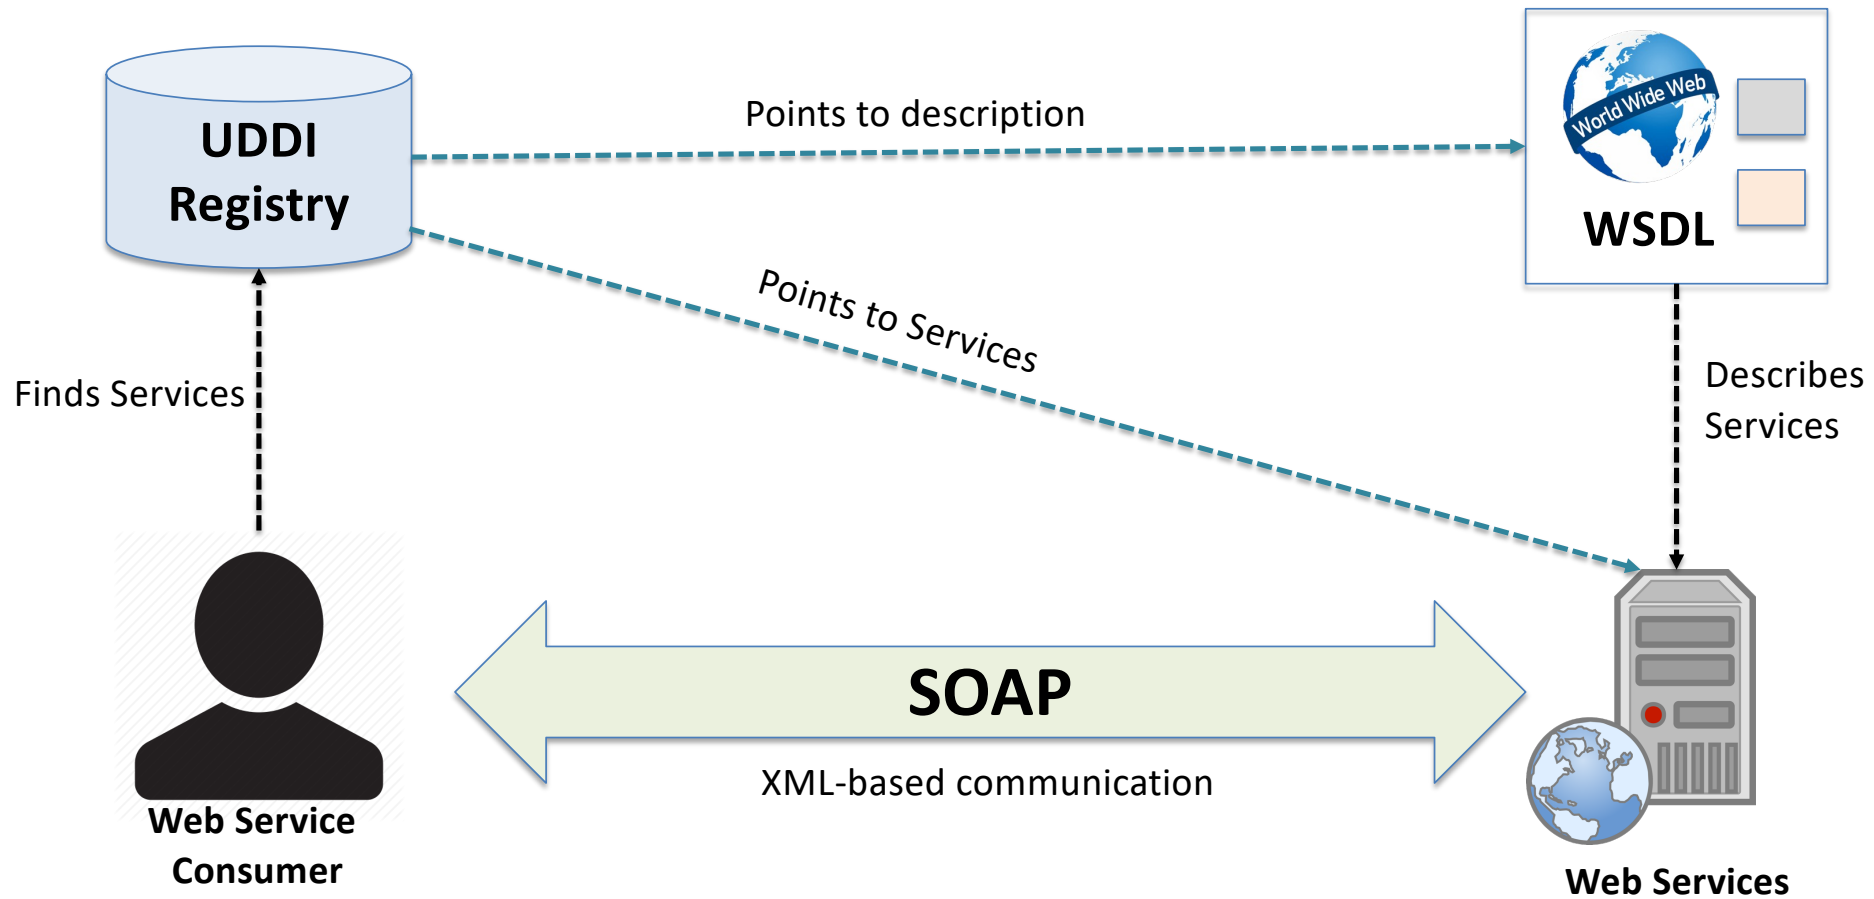 UDDI
Registry
Points to description
World Wide Web
WSDL
Points to Services
Finds Services
Describes
Services
SOAP
XML-based communication
Web Service
Consumer
Web Services